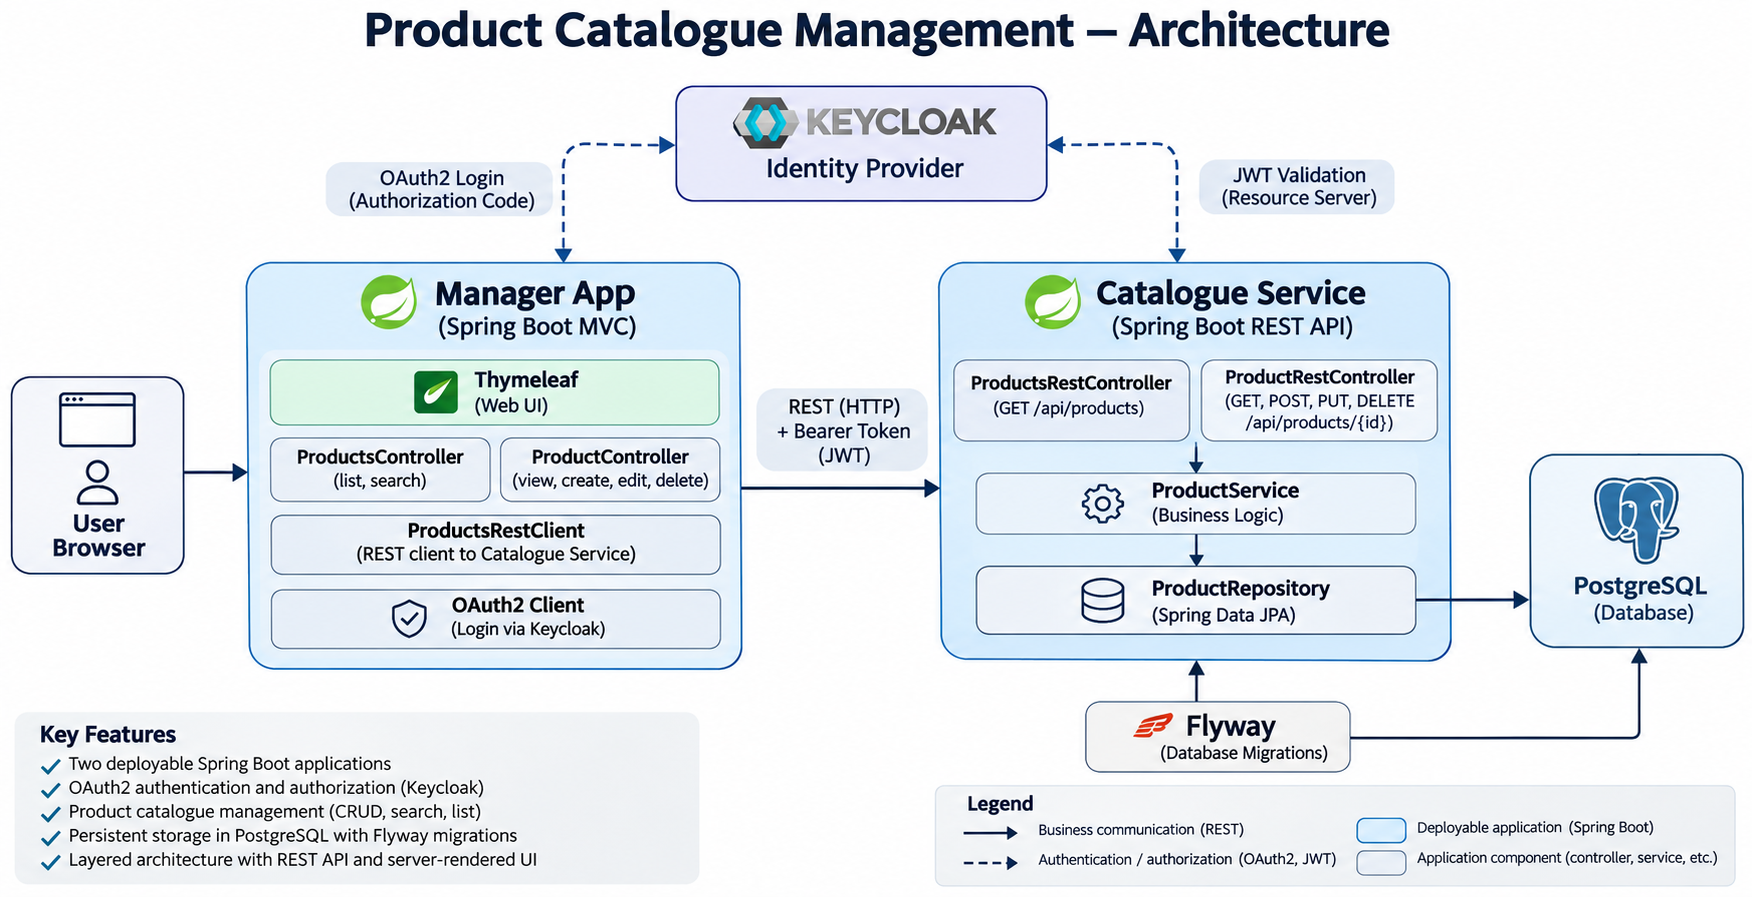 Product Catalogue Management – Architecture
KEYCLOAK
Identity Provider
OAuth2 Login
(Authorization Code)
JWT Validation
(Resource Server)
Manager App
(Spring Boot MVC)
Thymeleaf
(Web UI)
ProductsController
(list, search)
ProductController
(view, create, edit, delete)
ProductsRestClient
(REST client to Catalogue Service)
OAuth2 Client
(Login via Keycloak)
User
Browser
REST (HTTP)
+ Bearer Token
(JWT)
Catalogue Service
(Spring Boot REST API)
ProductsRestController
(GET /api/products)
ProductRestController
(GET, POST, PUT, DELETE
/api/products/{id})
ProductService
(Business Logic)
ProductRepository
(Spring Data JPA)
PostgreSQL
(Database)
Flyway
(Database Migrations)
Key Features
Two deployable Spring Boot applications
OAuth2 authentication and authorization (Keycloak)
Product catalogue management (CRUD, search, list)
Persistent storage in PostgreSQL with Flyway migrations
Layered architecture with REST API and server-rendered UI
Legend
Business communication (REST)
Authentication / authorization (OAuth2, JWT)
Deployable application (Spring Boot)
Application component (controller, service, etc.)